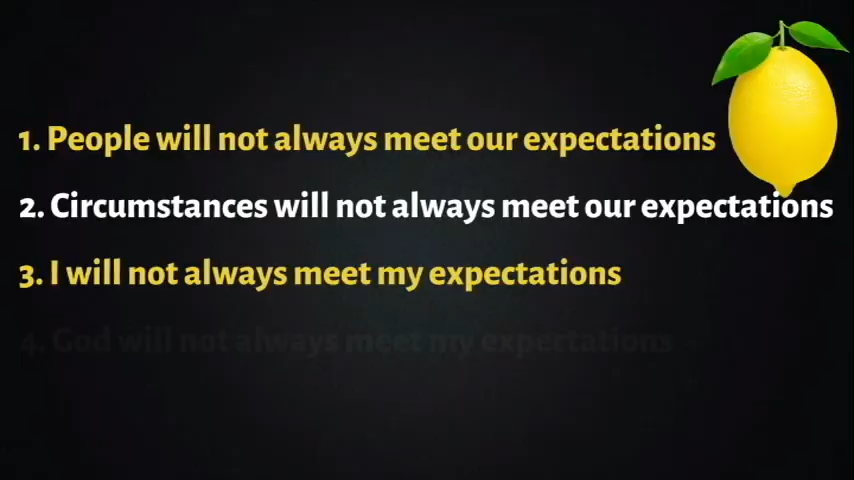 1. People will not always meet our expectations
2. Circumstances will not always meet our expectations
3. I will not always meet my expectations
4. God will not always meet my expectations